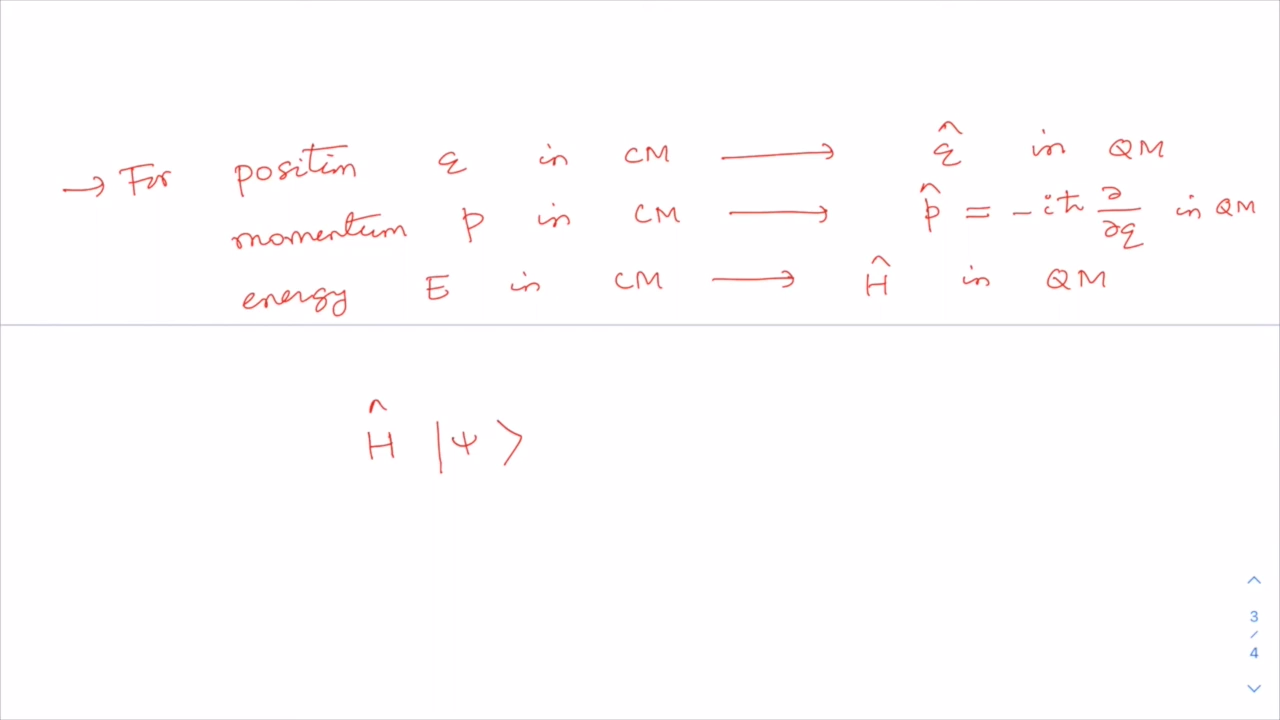 → For position q in CM ⟶ q̂ in QM
momentum p in CM ⟶ p̂ = -iħ ∂/∂q in QM
energy E in CM ⟶ Ĥ in QM
Ĥ |ψ⟩
3
/
4